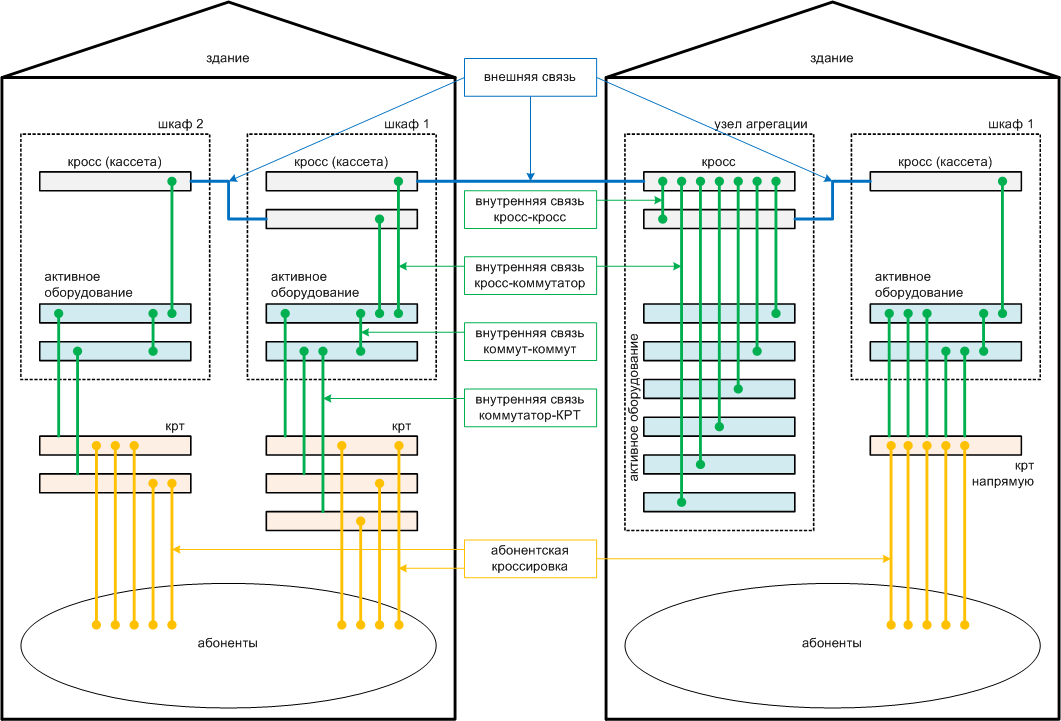 здание
здание
внешняя связь
шкаф 2
шкаф 1
узел агрегации
шкаф 1
кросс (кассета)
кросс (кассета)
кросс
кросс (кассета)
внутренняя связь
кросс-кросс
внутренняя связь
кросс-коммутатор
активное
оборудование
активное
оборудование
активное
оборудование
внутренняя связь
коммут-коммут
внутренняя связь
коммутатор-КРТ
активное оборудование
крт
крт
крт
напрямую
абонентская
кроссировка
абоненты
абоненты